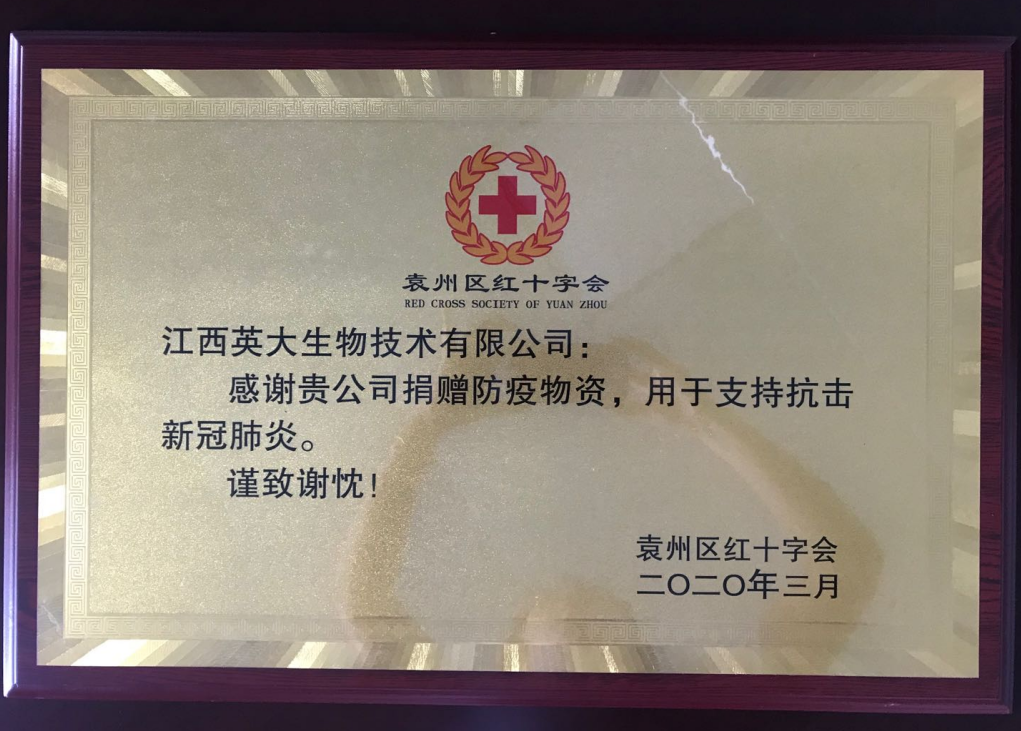 袁州区红十字会
RED CROSS SOCIETY OF YUAN ZHOU
江西英大生物技术有限公司：
感谢贵公司捐赠防疫物资，用于支持抗击
新冠肺炎。
谨致谢忱！
袁州区红十字会
二〇二〇年三月